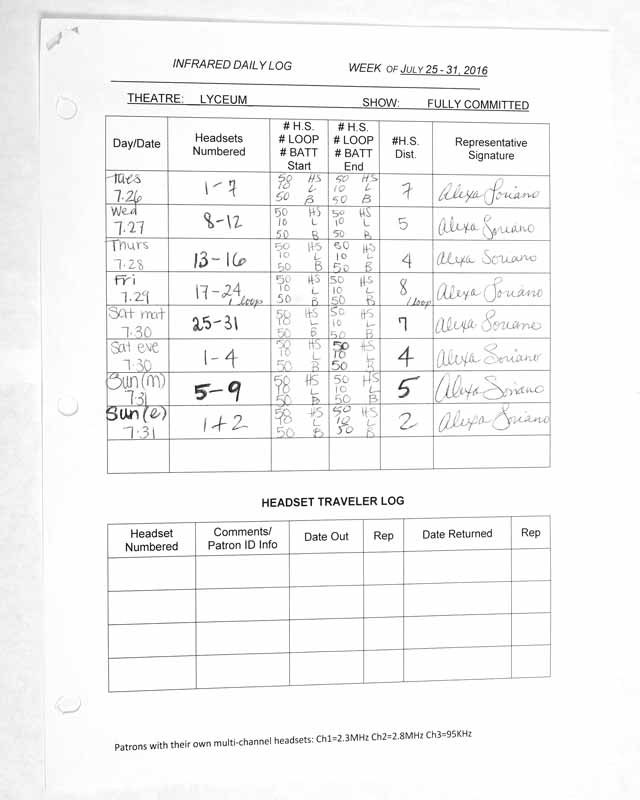 INFRARED DAILY LOG WEEK OF JULY 25 - 31, 2016
THEATRE: LYCEUM SHOW: FULLY COMMITTED
Day/Date Headsets Numbered # H.S. # LOOP # BATT Start # H.S. # LOOP # BATT End #H.S. Dist. Representative Signature
Tues 7.26 1-7 50 HS 10 L 50 B 50 HS 10 L 50 B 7 Alexa Soriano
Wed 7.27 8-12 50 HS 10 L 50 B 50 HS 10 L 50 B 5 Alexa Soriano
Thurs 7.28 13-16 50 HS 10 L 50 B 50 HS 10 L 50 B 4 Alexa Soriano
Fri 7.29 17-24 1 loop 50 HS 10 L 50 B 50 HS 10 L 50 B 8 1 loop Alexa Soriano
Sat mat 7.30 25-31 50 HS 10 L 50 B 50 HS 10 L 50 B 7 Alexa Soriano
Sat eve 7.30 1-4 50 HS 10 L 50 B 50 HS 10 L 50 B 4 Alexa Soriano
Sun (m) 7.31 5-9 50 HS 10 L 50 B 50 HS 10 L 50 B 5 Alexa Soriano
Sun (e) 7.31 1+2 50 HS 10 L 50 B 50 HS 10 L 50 B 2 Alexa Soriano
HEADSET TRAVELER LOG
Headset Numbered Comments/ Patron ID Info Date Out Rep Date Returned Rep
Patrons with their own multi-channel headsets: Ch1=2.3MHz Ch2=2.8MHz Ch3=95KHz